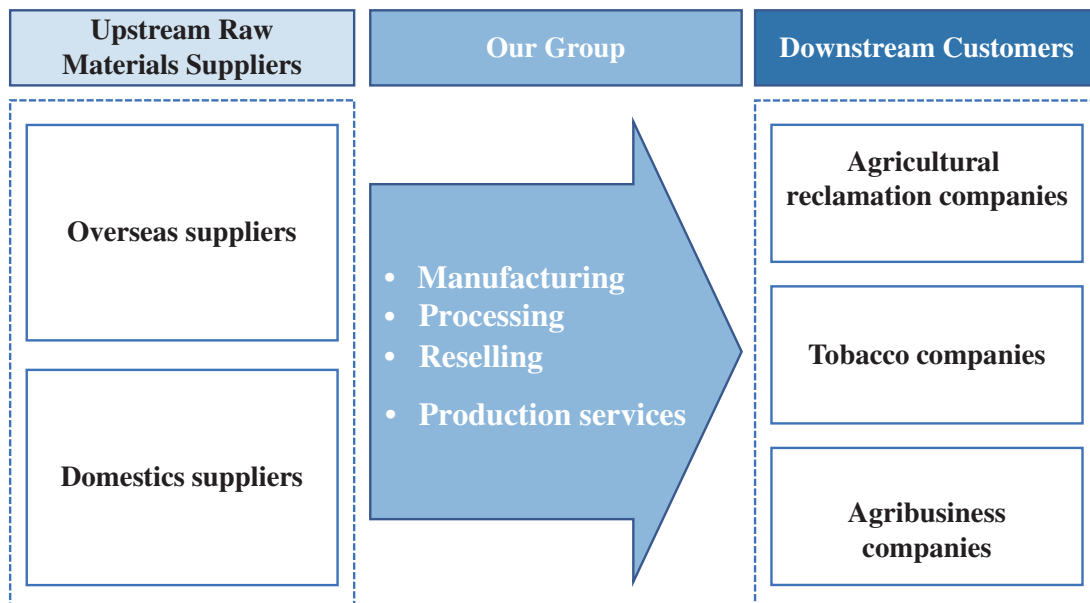 Upstream Raw
Materials Suppliers
Our Group
Downstream Customers
Overseas suppliers
Domestics suppliers
• Manufacturing
• Processing
• Reselling
• Production services
Agricultural
reclamation companies
Tobacco companies
Agribusiness
companies